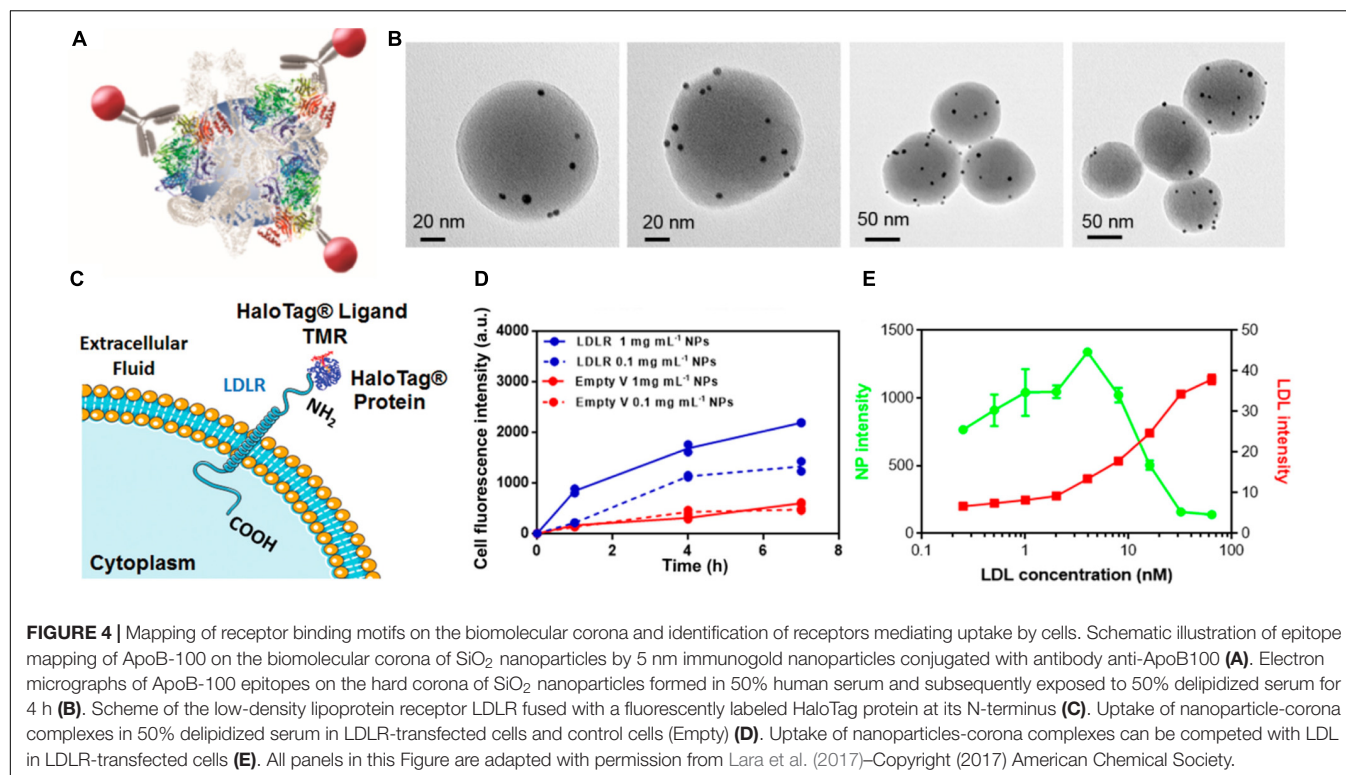 A
B
20 nm
20 nm
50 nm
50 nm
C
HaloTag® Ligand
TMR
Extracellular
Fluid
LDLR
HaloTag®
Protein
NH2
COOH
Cytoplasm
D
Cell fluorescence intensity (a.u.)
4000
3000
2000
1000
0
LDLR 1 mg mL-1 NPs
LDLR 0.1 mg mL-1 NPs
Empty V 1mg mL-1 NPs
Empty V 0.1 mg mL-1 NPs
0 2 4 6 8
Time (h)
E
NP intensity
1500
1000
500
0
50
40
30
20
10
0
LDL intensity
0.1 1 10 100
LDL concentration (nM)
FIGURE 4 | Mapping of receptor binding motifs on the biomolecular corona and identification of receptors mediating uptake by cells. Schematic illustration of epitope
mapping of ApoB-100 on the biomolecular corona of SiO2 nanoparticles by 5 nm immunogold nanoparticles conjugated with antibody anti-ApoB100 (A). Electron
micrographs of ApoB-100 epitopes on the hard corona of SiO2 nanoparticles formed in 50% human serum and subsequently exposed to 50% delipidized serum for
4 h (B). Scheme of the low-density lipoprotein receptor LDLR fused with a fluorescently labeled HaloTag protein at its N-terminus (C). Uptake of nanoparticle-corona
complexes in 50% delipidized serum in LDLR-transfected cells and control cells (Empty) (D). Uptake of nanoparticles-corona complexes can be competed with LDL
in LDLR-transfected cells (E). All panels in this Figure are adapted with permission from Lara et al. (2017)–Copyright (2017) American Chemical Society.